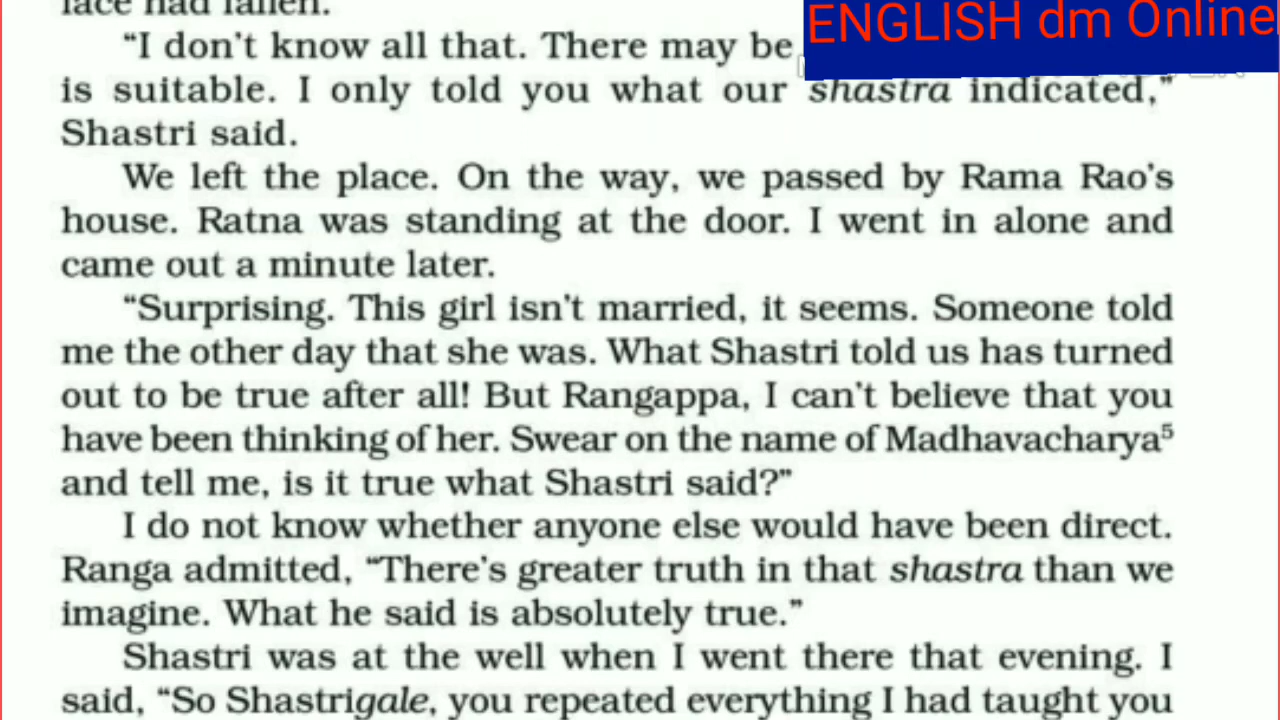 face had fallen.
ENGLISH dm Online
“I don’t know all that. There may be
is suitable. I only told you what our shastra indicated,”
Shastri said.
We left the place. On the way, we passed by Rama Rao’s
house. Ratna was standing at the door. I went in alone and
came out a minute later.
“Surprising. This girl isn’t married, it seems. Someone told
me the other day that she was. What Shastri told us has turned
out to be true after all! But Rangappa, I can’t believe that you
have been thinking of her. Swear on the name of Madhavacharya⁵
and tell me, is it true what Shastri said?”
I do not know whether anyone else would have been direct.
Ranga admitted, “There’s greater truth in that shastra than we
imagine. What he said is absolutely true.”
Shastri was at the well when I went there that evening. I
said, “So Shastrigale, you repeated everything I had taught you